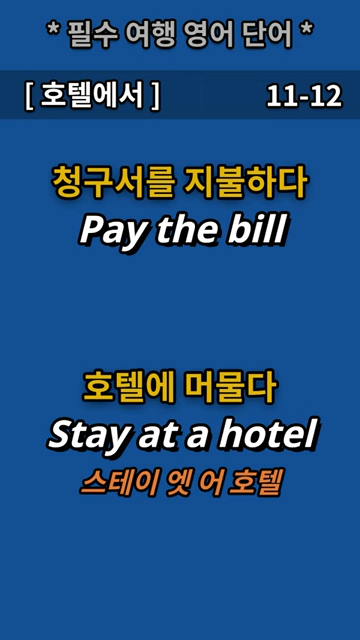 * 필수 여행 영어 단어 *
[ 호텔에서 ] 11-12
청구서를 지불하다
Pay the bill
호텔에 머물다
Stay at a hotel
스테이 엣 어 호텔